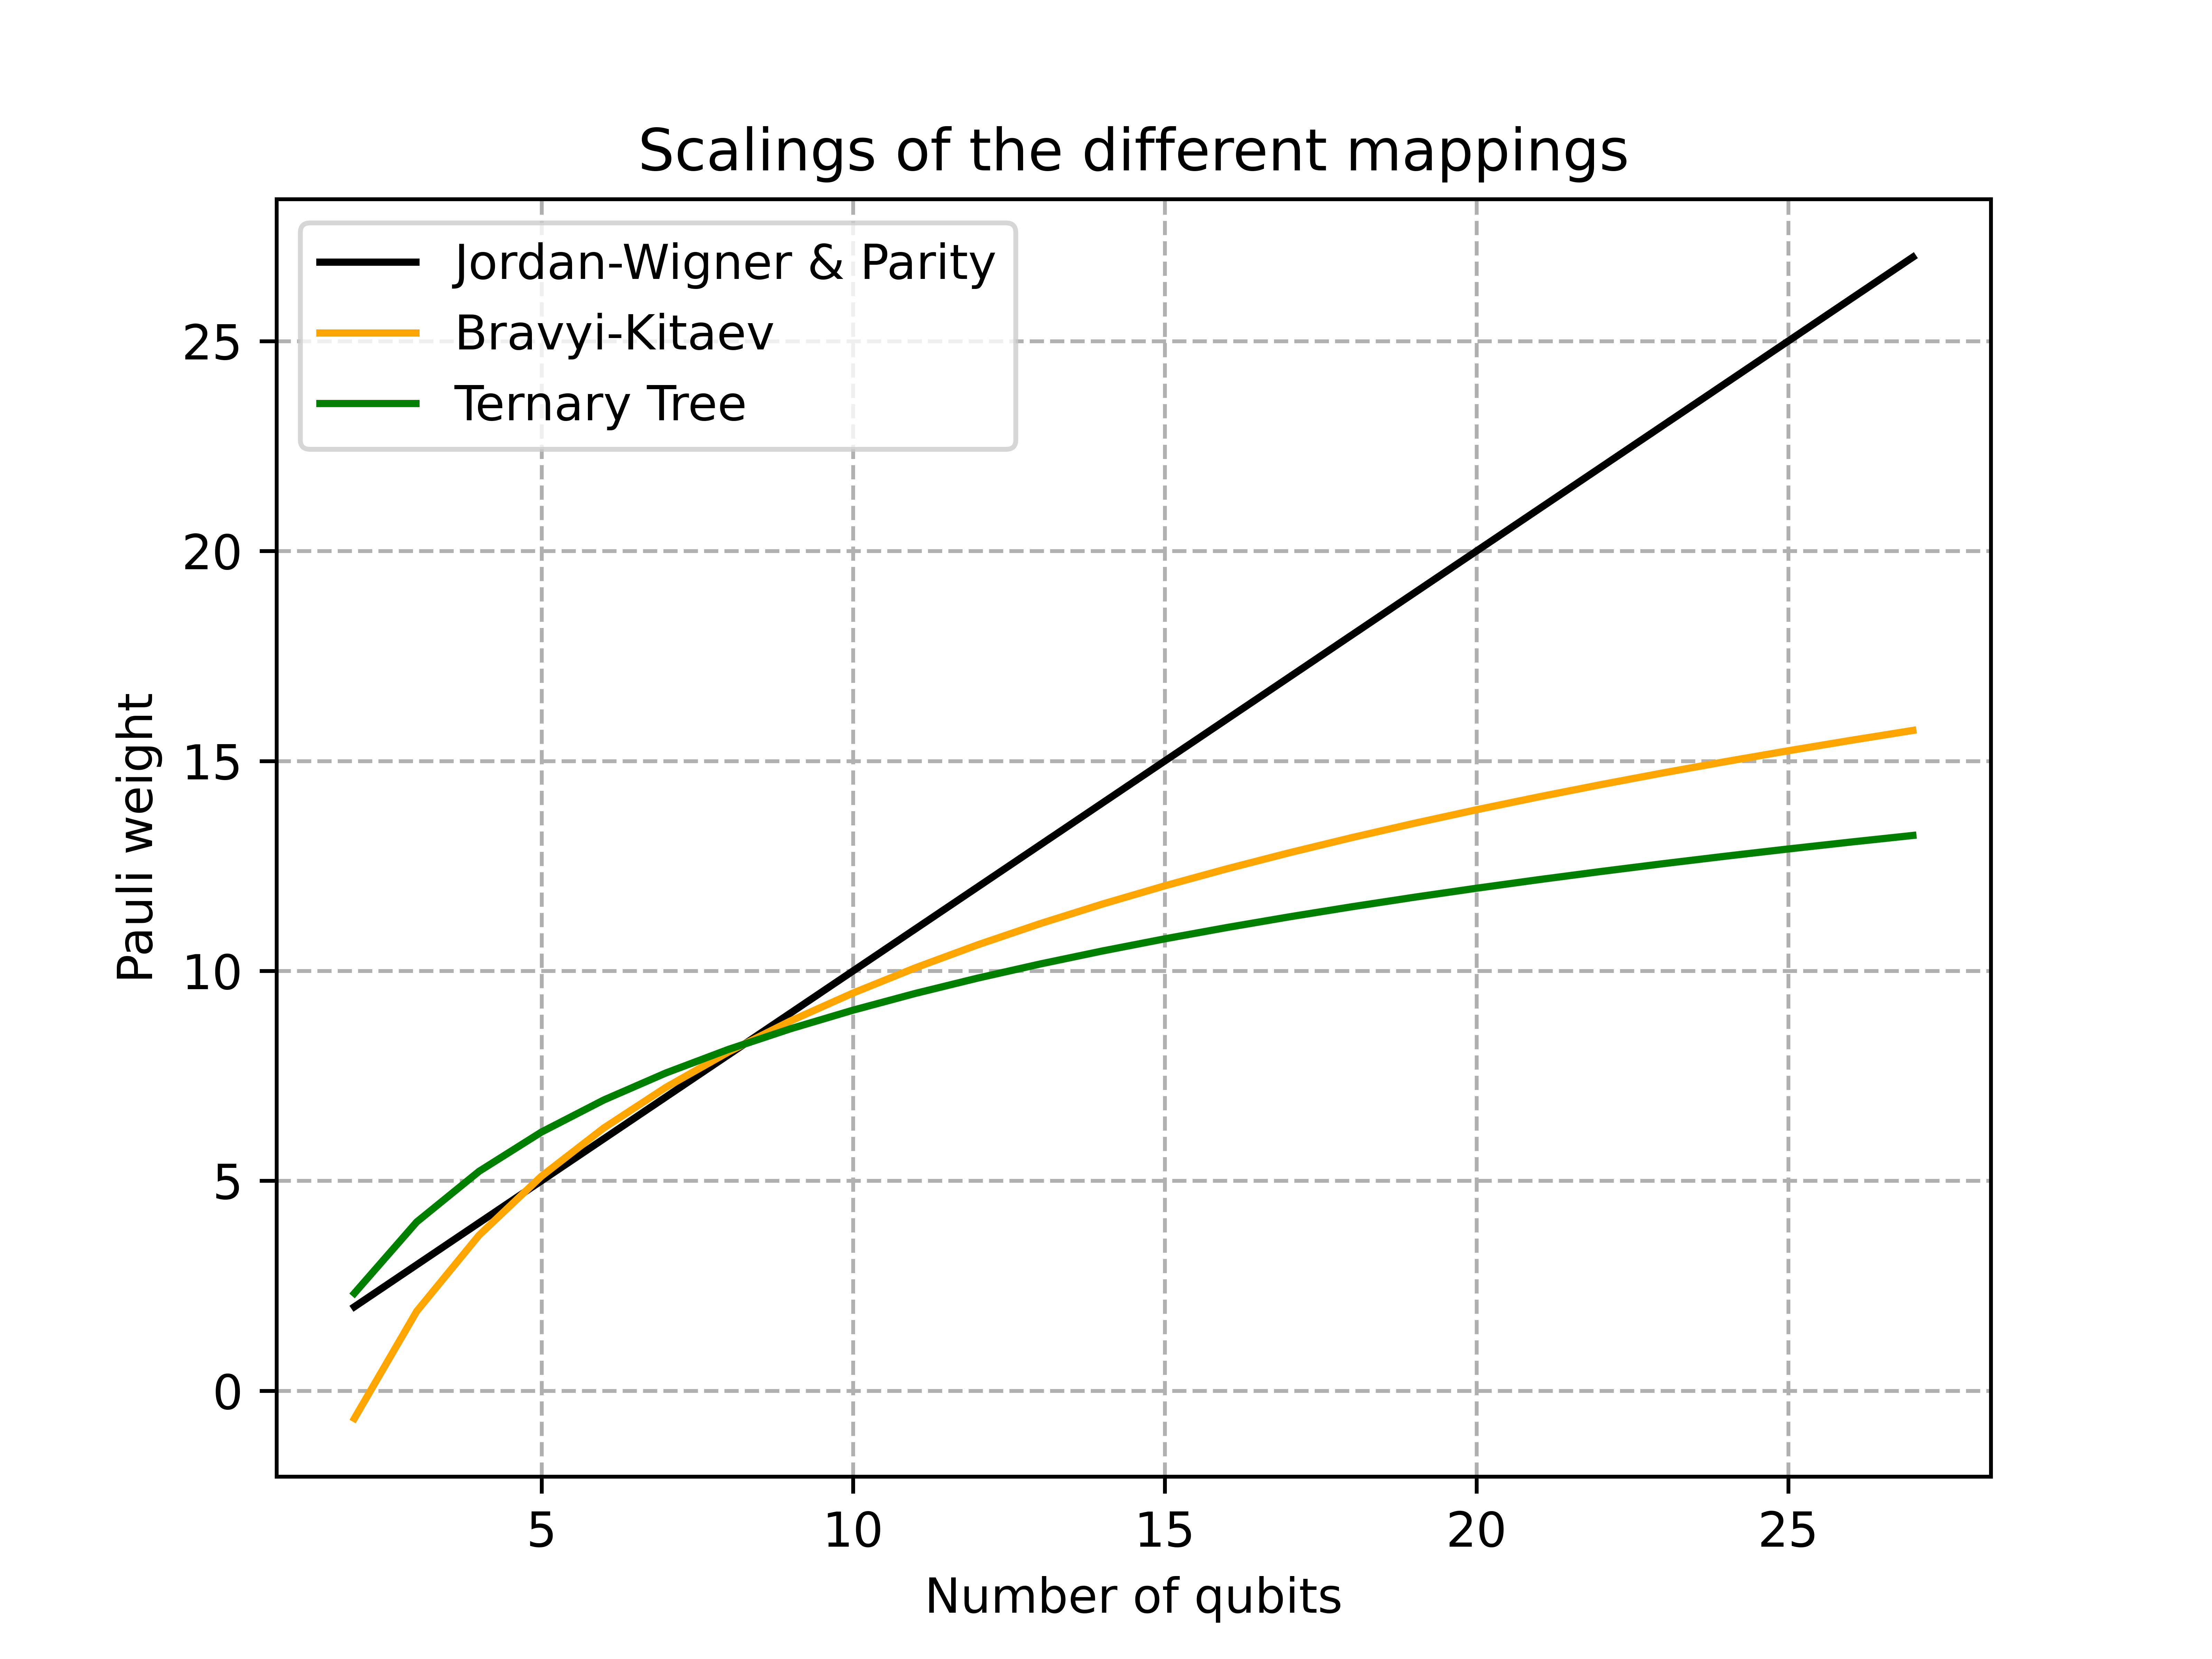 Scalings of the different mappings
Jordan-Wigner & Parity
Bravyi-Kitaev
Ternary Tree
Pauli weight
25
20
15
10
5
0
5
10
15
20
25
Number of qubits